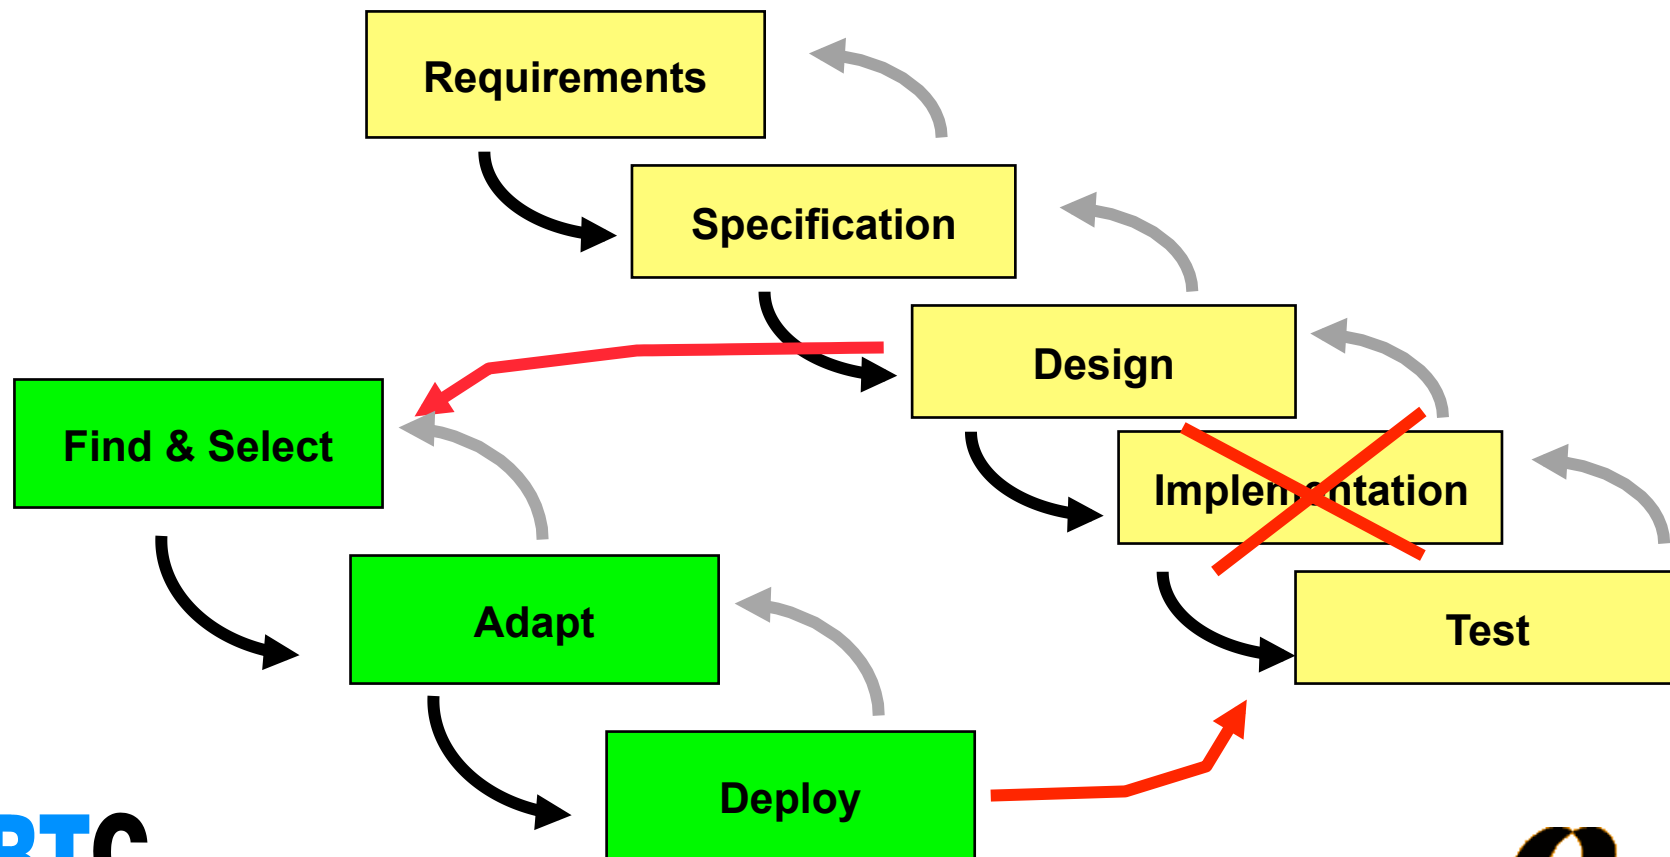 Requirements
Specification
Design
Find & Select
Implementation
Adapt
Test
Deploy